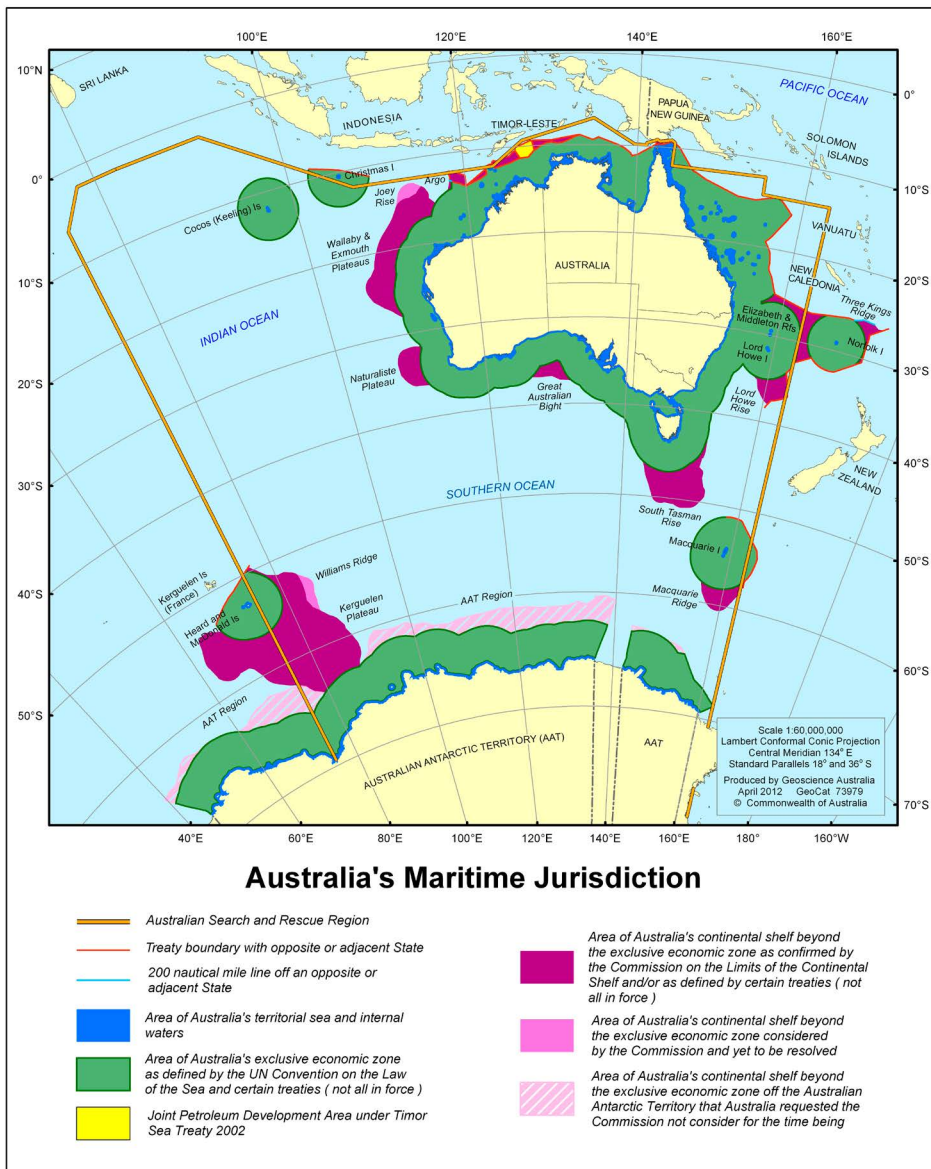 100°E
120°E
140°E
160°E
10°N
SRI LANKA
PACIFIC OCEAN
0°
INDONESIA
TIMOR-LESTE
PAPUA
NEW GUINEA
SOLOMON
ISLANDS
0°
Christmas I
Argo
Joey
Rise
10°S
Cocos (Keeling) Is
Wallaby &
Exmouth
Plateaus
VANUATU
AUSTRALIA
10°S
NEW
CALEDONIA
20°S
Three Kings
Ridge
Elizabeth &
Middleton Rfs
INDIAN OCEAN
Norfolk I
Lord
Howe I
20°S
Naturaliste
Plateau
Great
Australian
Bight
30°S
Lord
Howe
Rise
30°S
40°S
NEW
ZEALAND
SOUTHERN OCEAN
South Tasman
Rise
50°S
Macquarie I
Macquarie
Ridge
40°S
Kerguelen Is
(France)
Williams Ridge
Heard and
McDonald Is
Kerguelen
Plateau
AAT Region
60°S
50°S
AAT Region
AUSTRALIAN ANTARCTIC TERRITORY (AAT)
AAT
Scale 1:60,000,000
Lambert Conformal Conic Projection
Central Meridian 134° E
Standard Parallels 18° and 36° S
Produced by Geoscience Australia
April 2012 GeoCat 73979
© Commonwealth of Australia
70°S
40°E
60°E
80°E
100°E
120°E
140°E
160°E
180°
160°W
Australia's Maritime Jurisdiction
Australian Search and Rescue Region
Treaty boundary with opposite or adjacent State
200 nautical mile line off an opposite or
adjacent State
Area of Australia's territorial sea and internal
waters
Area of Australia's exclusive economic zone
as defined by the UN Convention on the Law
of the Sea and certain treaties ( not all in force )
Joint Petroleum Development Area under Timor
Sea Treaty 2002
Area of Australia's continental shelf beyond
the exclusive economic zone as confirmed by
the Commission on the Limits of the Continental
Shelf and/or as defined by certain treaties ( not
all in force )
Area of Australia's continental shelf beyond
the exclusive economic zone considered
by the Commission and yet to be resolved
Area of Australia's continental shelf beyond
the exclusive economic zone off the Australian
Antarctic Territory that Australia requested the
Commission not consider for the time being